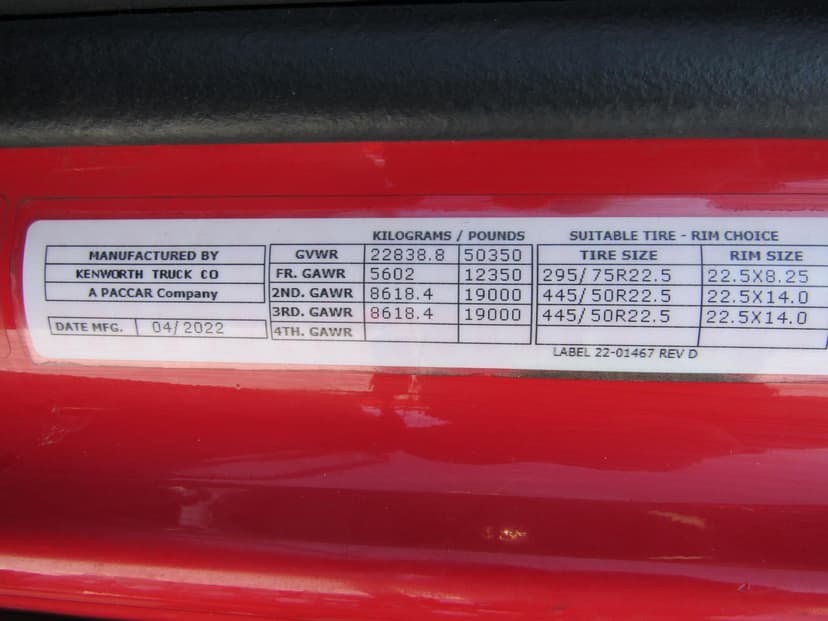 KILOGRAMS / POUNDS SUITABLE TIRE - RIM CHOICE
MANUFACTURED BY GVWR 22838.8 50350 TIRE SIZE RIM SIZE
KENWORTH TRUCK CO FR. GAWR 5602 12350 295/75R22.5 22.5X8.25
A PACCAR Company 2ND. GAWR 8618.4 19000 445/50R22.5 22.5X14.0
3RD. GAWR 8618.4 19000 445/50R22.5 22.5X14.0
DATE MFG. 04/2022 4TH. GAWR
LABEL 22-01467 REV D